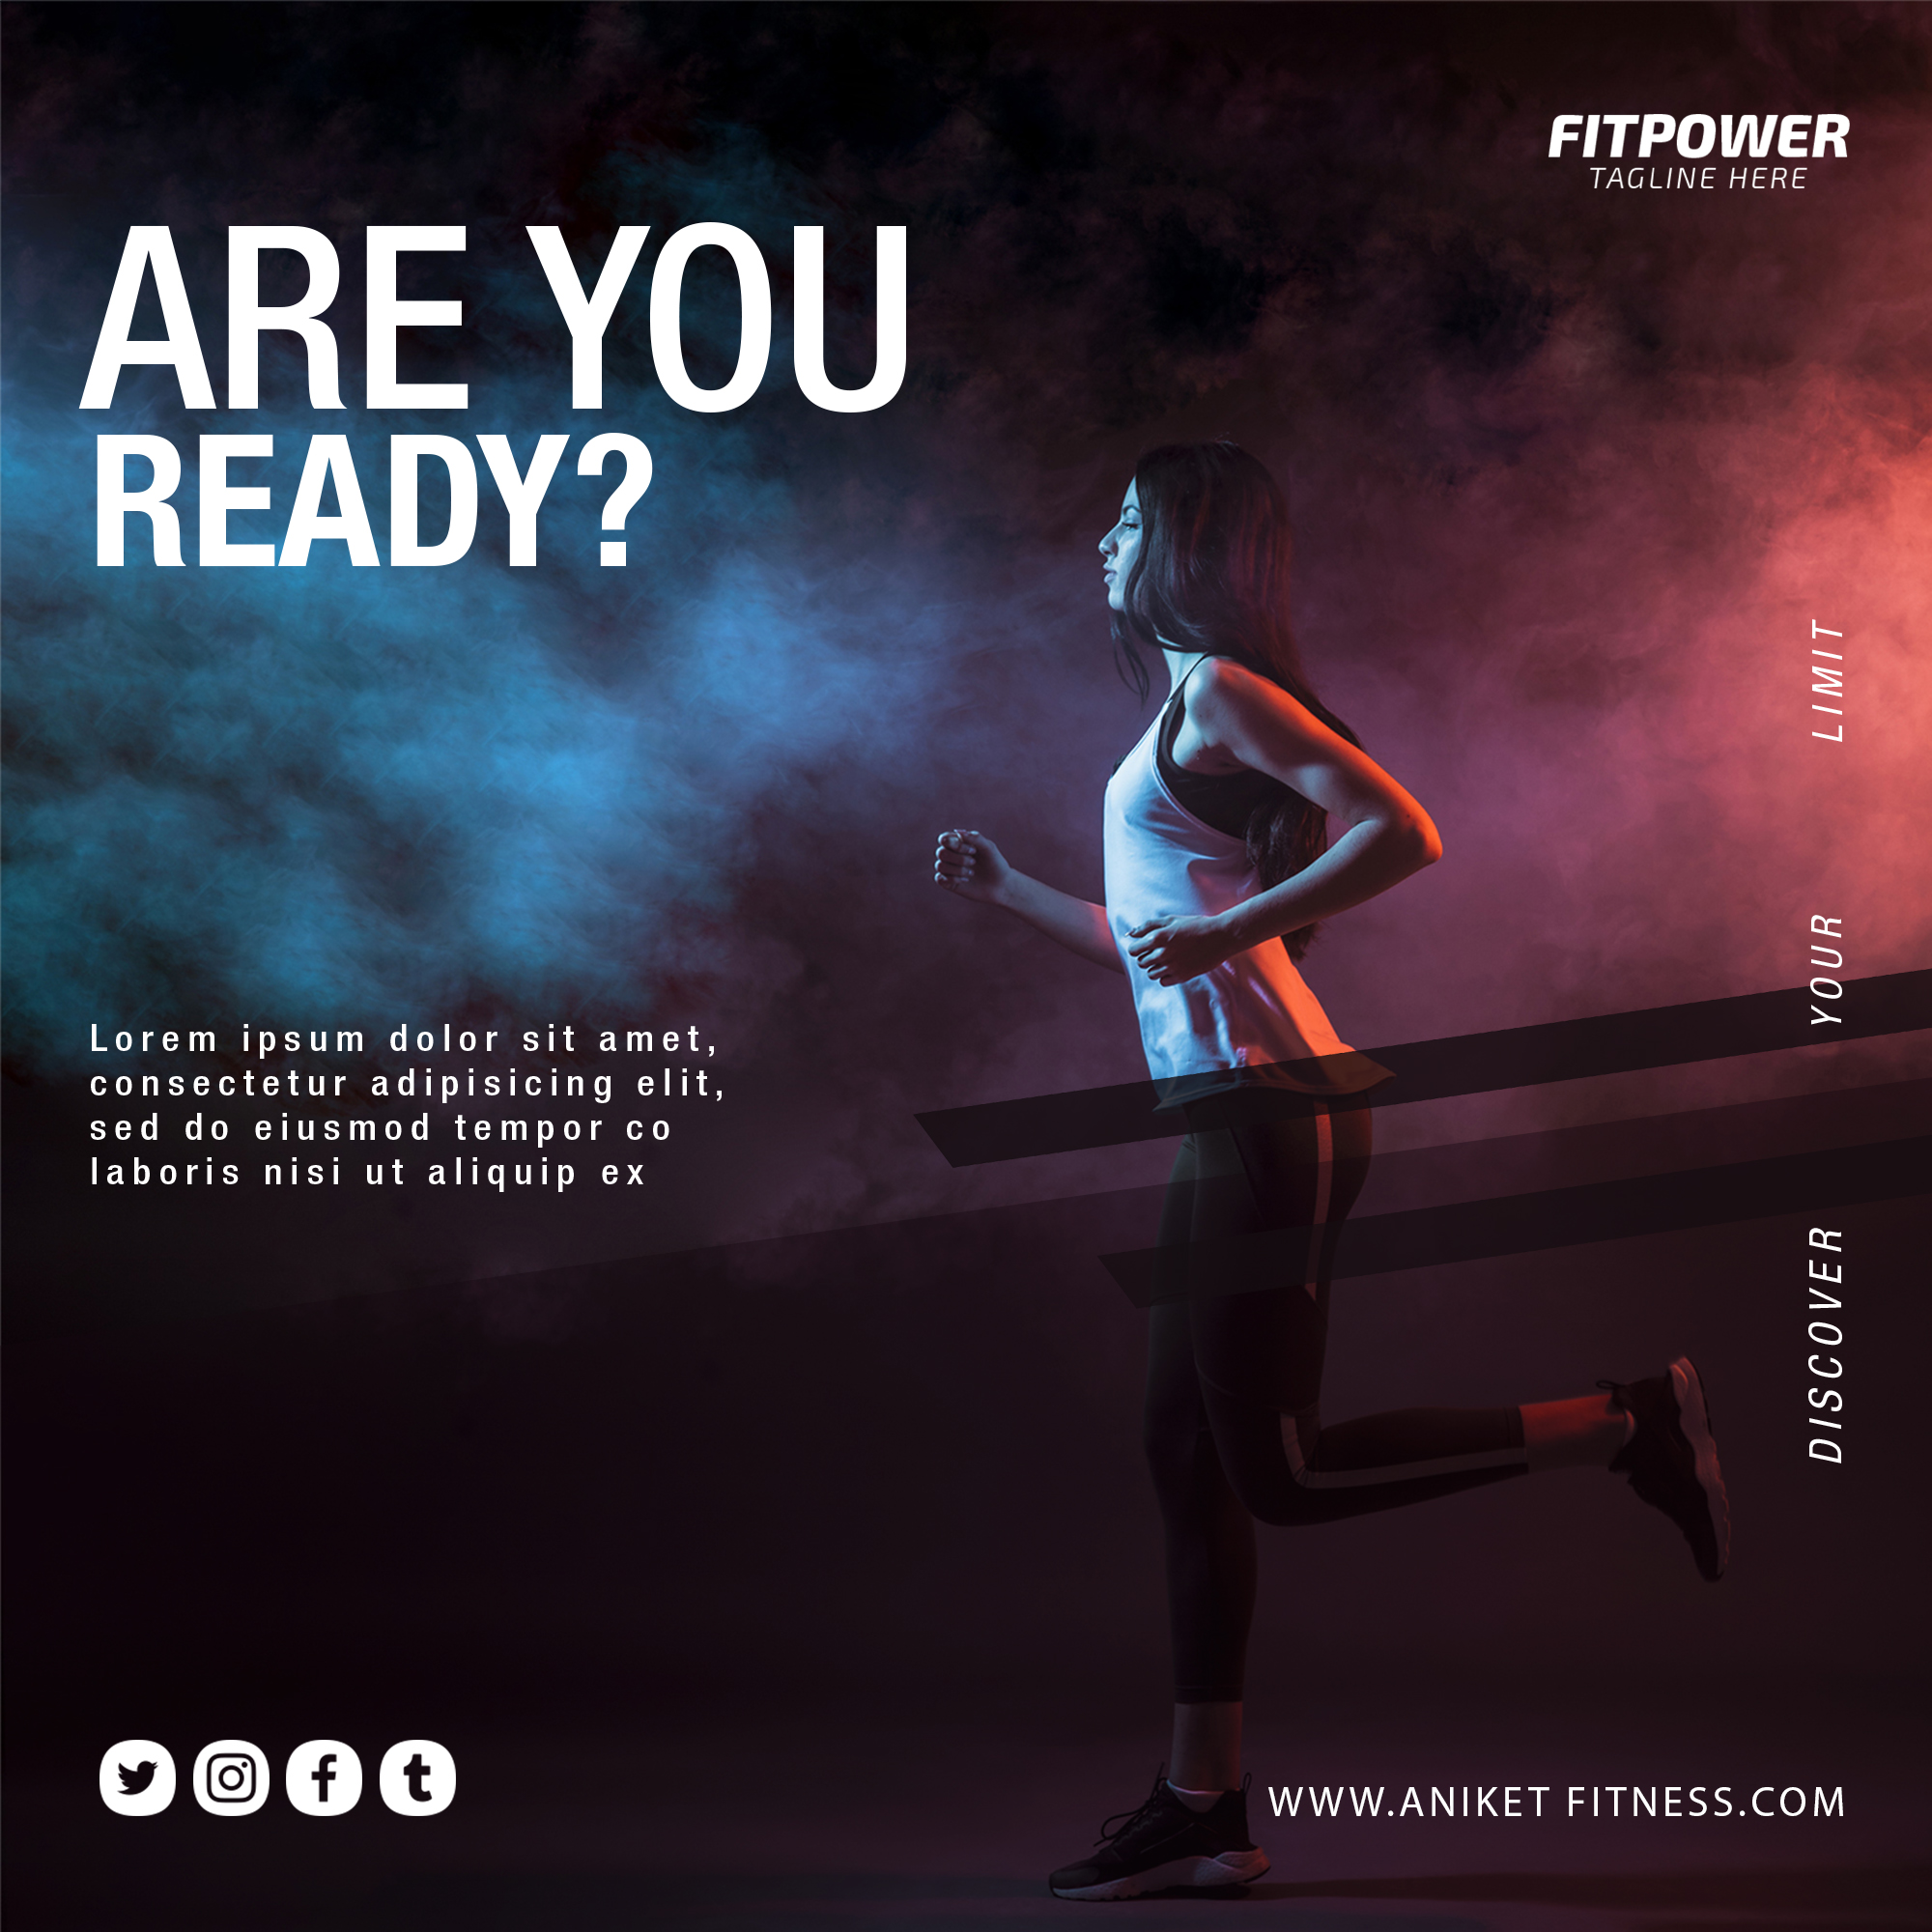 FITPOWER
TAGLINE HERE
ARE YOU
READY?
Lorem ipsum dolor sit amet,
consectetur adipisicing elit,
sed do eiusmod tempor co
laboris nisi ut aliquip ex
DISCOVER YOUR LIMIT
WWW.ANIKET FITNESS.COM